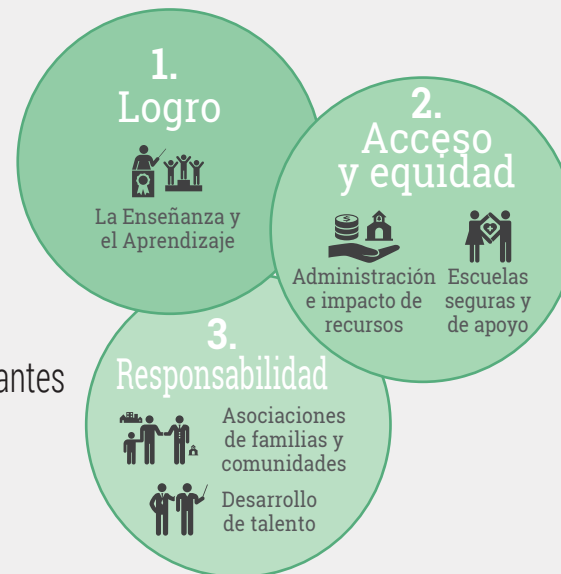 1.
Logro
La Enseñanza y
el Aprendizaje
2.
Acceso
y equidad
Administración
e impacto de
recursos
Escuelas
seguras y
de apoyo
antes
3.
Responsabilidad
Asociaciones
de familias y
comunidades
Desarrollo
de talento